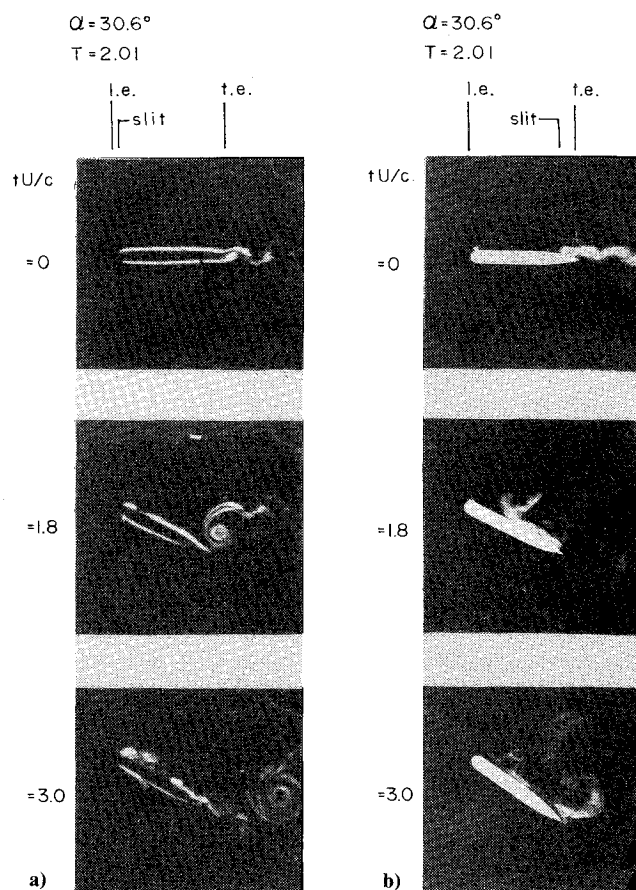 α=30.6°
T=2.01
l.e.
t.e.
slit
tU/c
=0
=1.8
=3.0
a)
α=30.6°
T=2.01
l.e.
t.e.
slit
tU/c
=0
=1.8
=3.0
b)